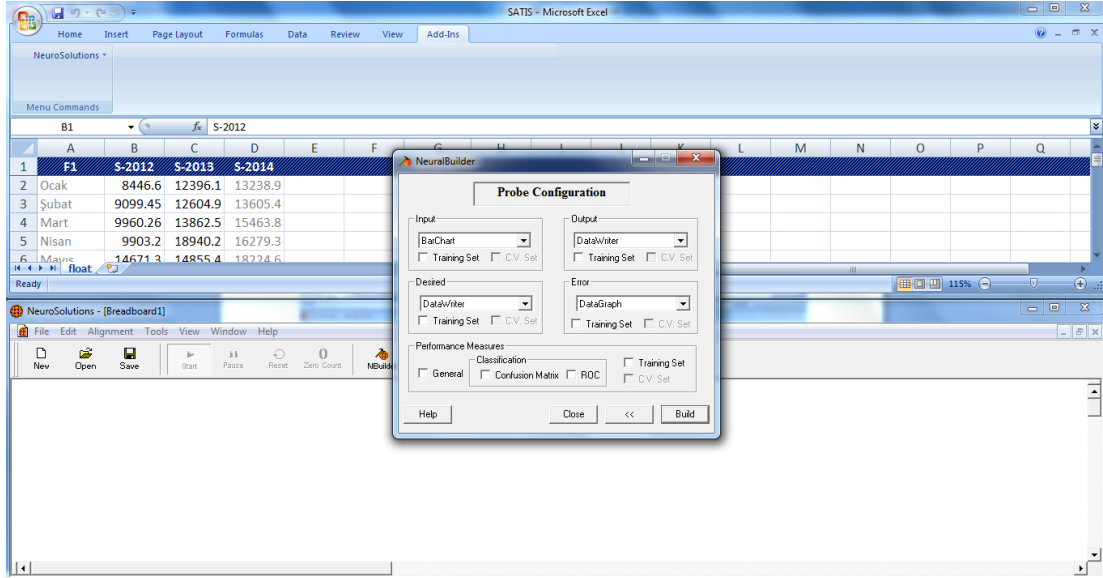 SATIS - Microsoft Excel
Home Insert Page Layout Formulas Data Review View Add-Ins
NeuroSolutions
Menu Commands
B1 fx S-2012
A B C D E F G H I J K L M N O P Q
1 F1 S-2012 S-2013 S-2014
2 Ocak 8446.6 12396.1 13238.9
3 Şubat 9099.45 12604.9 13605.4
4 Mart 9960.26 13862.5 15463.8
5 Nisan 9903.2 18940.2 16279.3
6 Mayıs 14671.3 14855.4 18224.6
float
Ready 115%
NeuralBuilder
Probe Configuration
Input Output
BarChart DataWriter
Training Set C.V. Set Training Set C.V. Set
Desired Error
DataWriter DataGraph
Training Set C.V. Set Training Set C.V. Set
Performance Measures
Classification
General Confusion Matrix ROC Training Set
C.V. Set
Help Close << Build
NeuroSolutions - [Breadboard1]
File Edit Alignment Tools View Window Help
New Open Save Start Pause Reset Zero Count